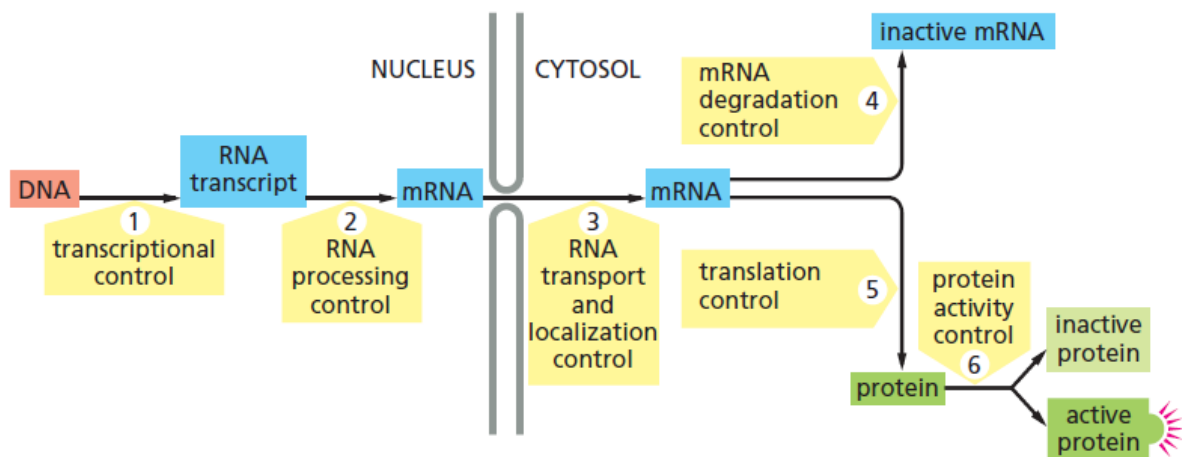 NUCLEUS
CYTOSOL
DNA
1
transcriptional
control
RNA
transcript
2
RNA
processing
control
mRNA
3
RNA
transport
and
localization
control
mRNA
mRNA
degradation
control
4
inactive mRNA
translation
control
5
protein
protein
activity
control
6
inactive
protein
active
protein